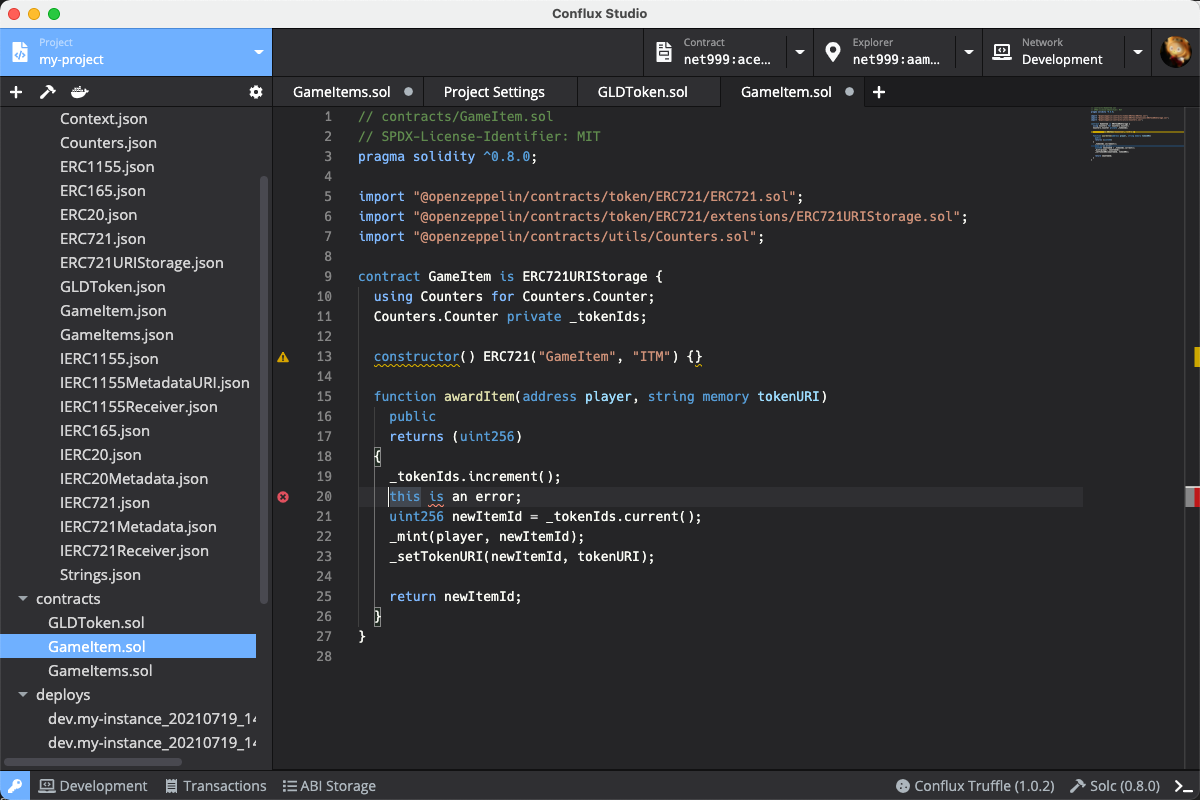 Conflux Studio
Project
my-project
Contract
net999:ace...
Explorer
net999:aam...
Network
Development
GameItems.sol
Project Settings
GLDToken.sol
GameItem.sol
Context.json
Counters.json
ERC1155.json
ERC165.json
ERC20.json
ERC721.json
ERC721URIStorage.json
GLDToken.json
GameItem.json
GameItems.json
IERC1155.json
IERC1155MetadataURI.json
IERC1155Receiver.json
IERC165.json
IERC20.json
IERC20Metadata.json
IERC721.json
IERC721Metadata.json
IERC721Receiver.json
Strings.json
contracts
GLDToken.sol
GameItem.sol
GameItems.sol
deploys
dev.my-instance_20210719_14
dev.my-instance_20210719_14
1 // contracts/GameItem.sol
2 // SPDX-License-Identifier: MIT
3 pragma solidity ^0.8.0;
4
5 import "@openzeppelin/contracts/token/ERC721/ERC721.sol";
6 import "@openzeppelin/contracts/token/ERC721/extensions/ERC721URIStorage.sol";
7 import "@openzeppelin/contracts/utils/Counters.sol";
8
9 contract GameItem is ERC721URIStorage {
10 using Counters for Counters.Counter;
11 Counters.Counter private _tokenIds;
12
13 constructor() ERC721("GameItem", "ITM") {}
14
15 function awardItem(address player, string memory tokenURI)
16 public
17 returns (uint256)
18 {
19 _tokenIds.increment();
20 this is an error;
21 uint256 newItemId = _tokenIds.current();
22 _mint(player, newItemId);
23 _setTokenURI(newItemId, tokenURI);
24
25 return newItemId;
26 }
27 }
28
Development
Transactions
ABI Storage
Conflux Truffle (1.0.2)
Solc (0.8.0)